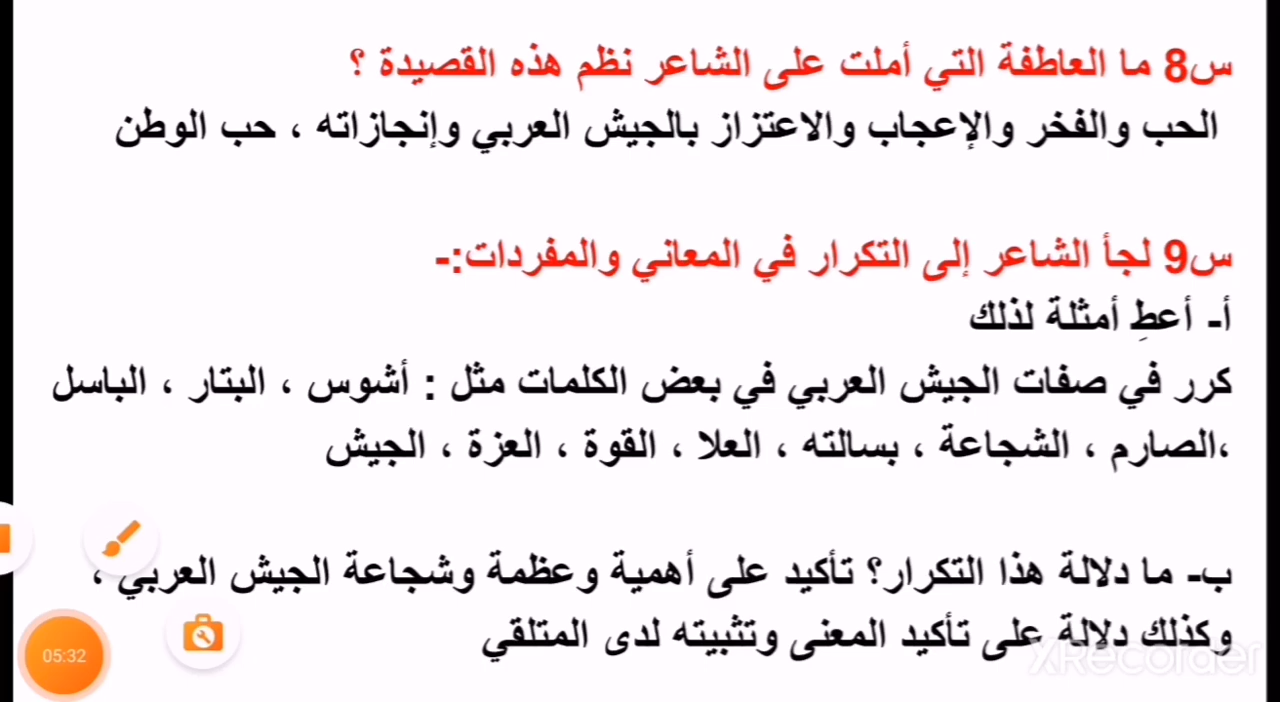 س8 ما العاطفة التي أملت على الشاعر نظم هذه القصيدة ؟
الحب والفخر والإعجاب والاعتزاز بالجيش العربي وإنجازاته ، حب الوطن
س9 لجأ الشاعر إلى التكرار في المعاني والمفردات:-
أ- أعطِ أمثلة لذلك
كرر في صفات الجيش العربي في بعض الكلمات مثل : أشوس ، البتار ، الباسل
،الصارم ، الشجاعة ، بسالته ، العلا ، القوة ، العزة ، الجيش
ب- ما دلالة هذا التكرار؟ تأكيد على أهمية وعظمة وشجاعة الجيش العربي ،
وكذلك دلالة على تأكيد المعنى وتثبيته لدى المتلقي
05:32
XRecorder